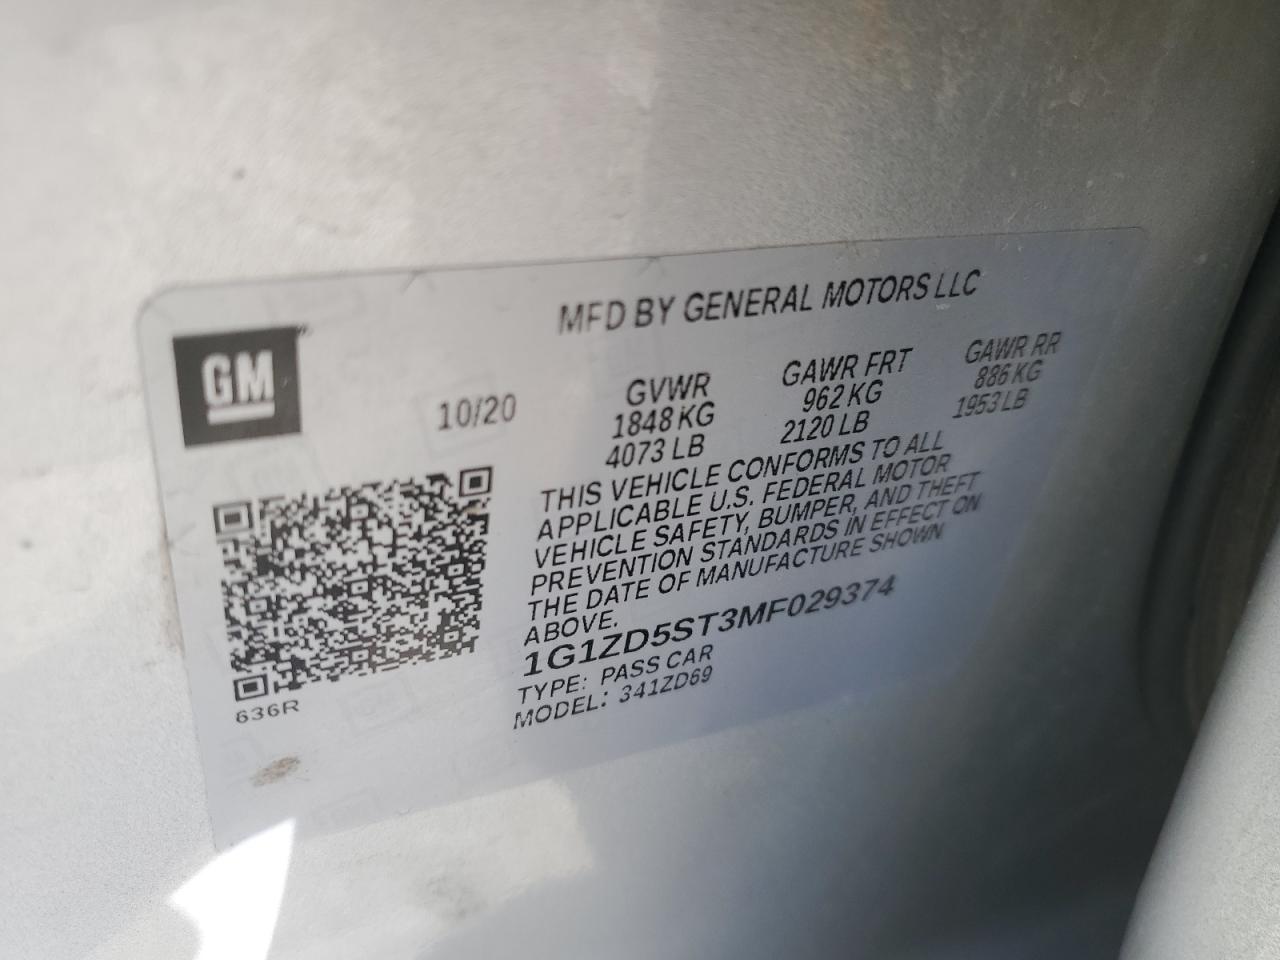 MFD BY GENERAL MOTORS LLC
GM
10/20
GVWR
1848 KG
4073 LB
GAWR FRT
962 KG
2120 LB
GAWR RR
886 KG
1953 LB
THIS VEHICLE CONFORMS TO ALL
APPLICABLE U.S. FEDERAL MOTOR
VEHICLE SAFETY, BUMPER, AND THEFT
PREVENTION STANDARDS IN EFFECT ON
THE DATE OF MANUFACTURE SHOWN
ABOVE.
1G1ZD5ST3MF029374
TYPE: PASS CAR
MODEL: 341ZD69
636R